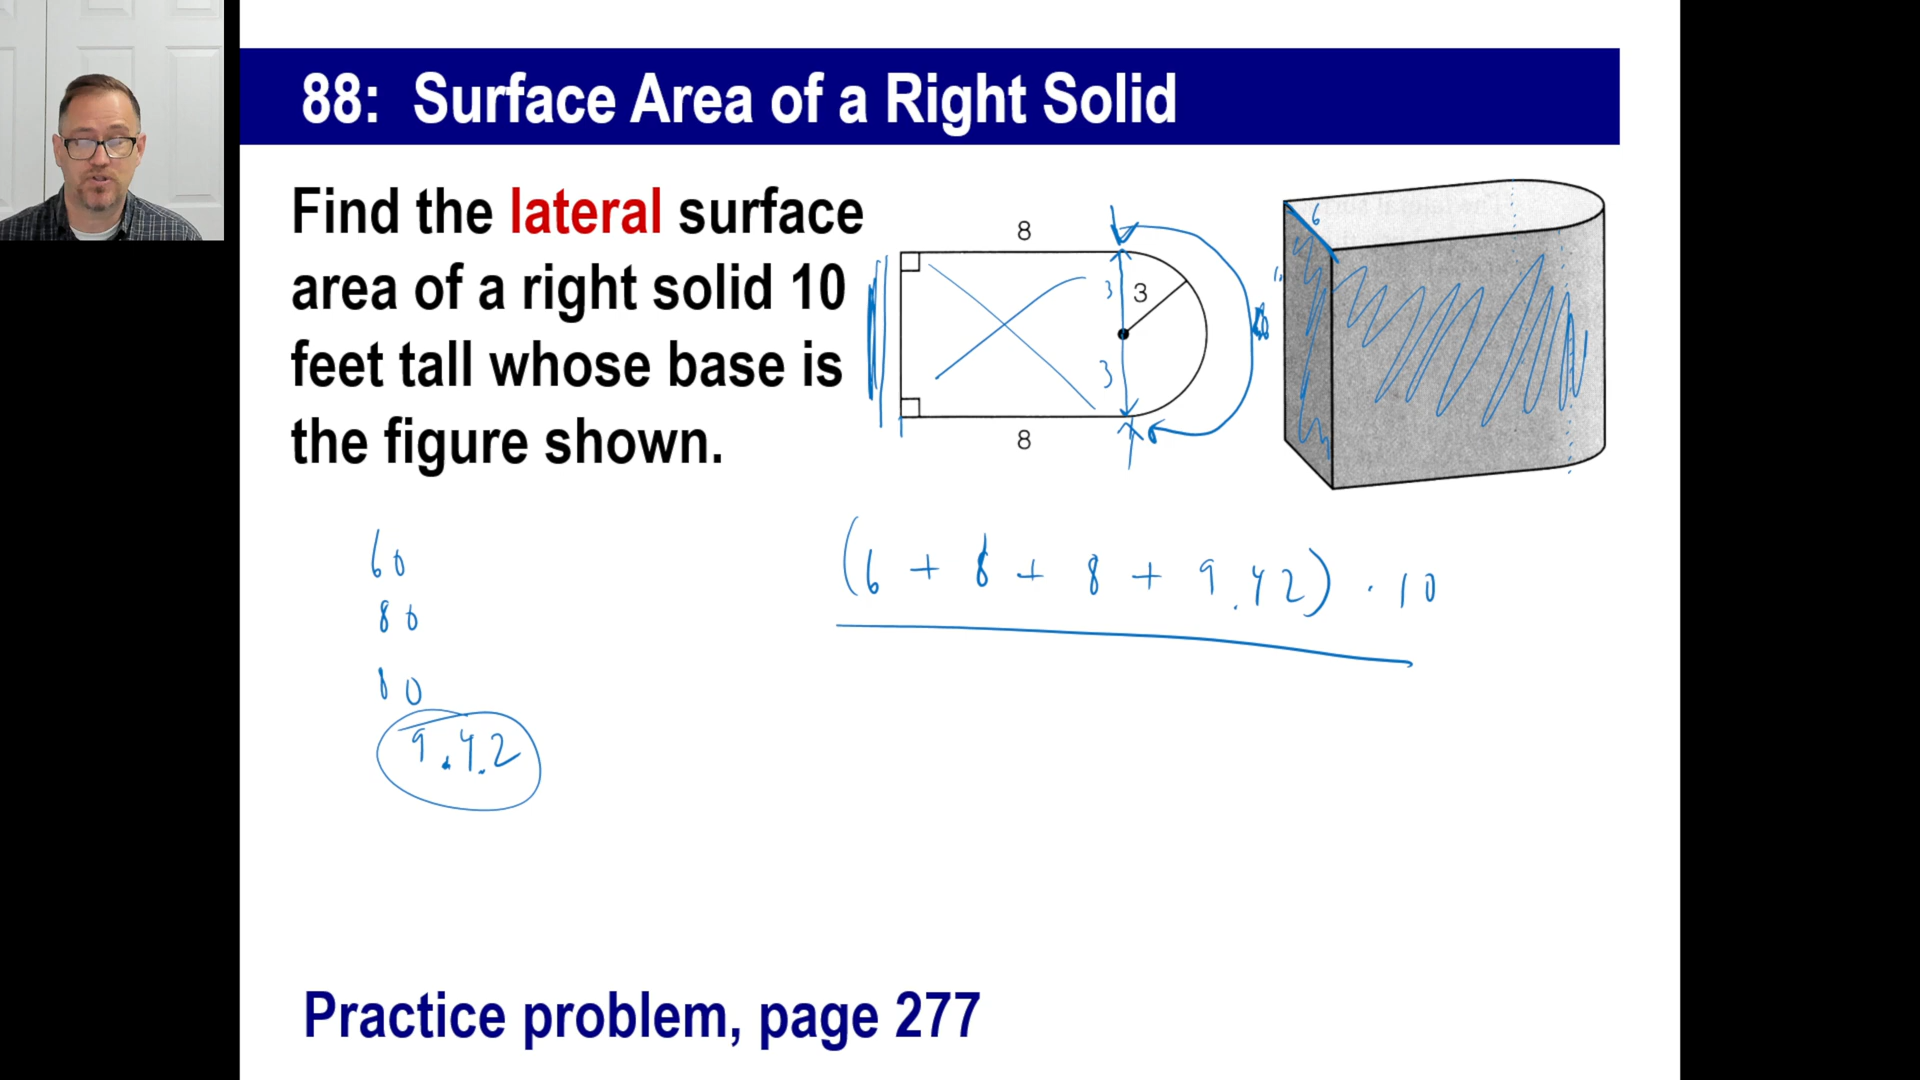 88: Surface Area of a Right Solid
Find the lateral surface
area of a right solid 10
feet tall whose base is
the figure shown.
8
3
3
3
8
6
60
80
80
9.42
(6 + 8 + 8 + 9.42) · 10
Practice problem, page 277